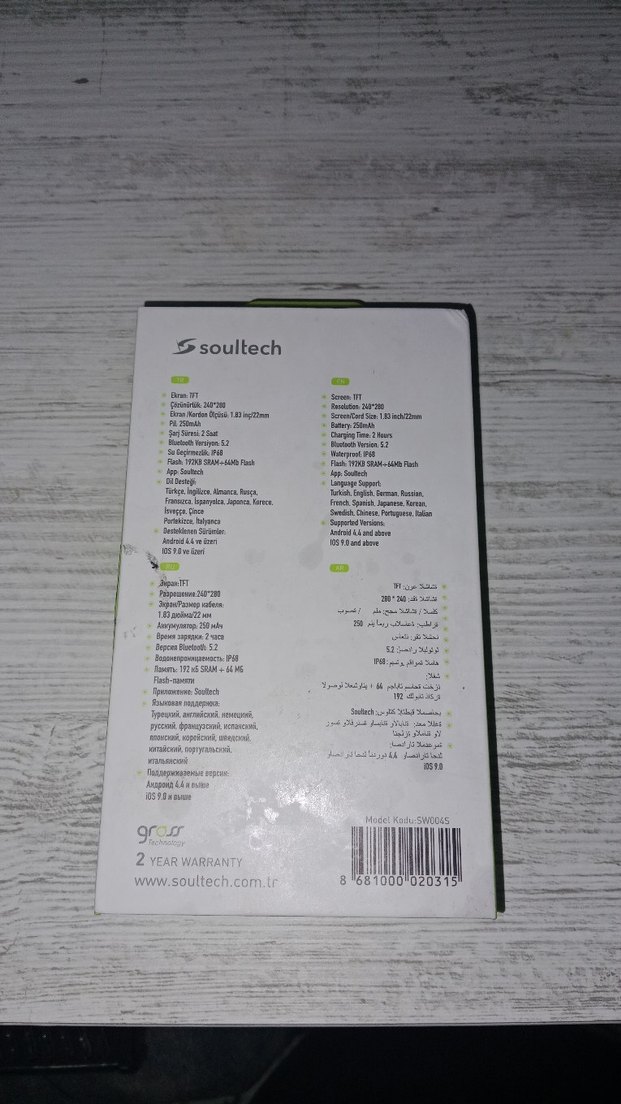 soultech
TR
Ekran: TFT
Çözünürlük: 240*280
Ekran /Kordon Ölçüsü: 1.83 inç/22mm
Pil: 250mAh
Şarj Süresi: 2 Saat
Bluetooth Versiyon: 5.2
Su Geçirmezlik: IP68
Flash: 192KB SRAM+64Mb Flash
App: Soultech
Dil Desteği:
Türkçe, İngilizce, Almanca, Rusça,
Fransızca, İspanyolca, Japonca, Korece,
İsveççe, Çince
Portekizce, İtalyanca
Desteklenen Sürümler:
Android 4.4 ve üzeri
IOS 9.0 ve üzeri
EN
Screen: TFT
Resolution: 240*280
Screen/Cord Size: 1.83 inch/22mm
Battery: 250mAh
Charging Time: 2 Hours
Bluetooth Version: 5.2
Waterproof: IP68
Flash: 192KB SRAM+64Mb Flash
App: Soultech
Language Support:
Turkish, English, German, Russian,
French, Spanish, Japanese, Korean,
Swedish, Chinese, Portuguese, Italian
Supported Versions:
Android 4.4 and above
IOS 9.0 and above
RU
Экран:TFT
Разрешение:240*280
Экран/Размер кабеля:
1.83 дюйма/22 мм
Аккумулятор: 250 мАч
Время зарядки: 2 часа
Версия Bluetooth: 5.2
Водонепроницаемость: IP68
Память: 192 кБ SRAM + 64 МБ
Flash-памяти
Приложение: Soultech
Языковая поддержка:
Турецкий, английский, немецкий,
русский, французский, испанский,
японский, корейский, шведский,
китайский, португальский,
итальянский
Поддерживаемые версии:
Андроид 4.4 и выше
iOS 9.0 и выше
AR
TFT
280 * 240
250
5.2
IP68
64 +
192
Soultech
4.4
iOS 9.0
gross
Technology
2 YEAR WARRANTY
www.soultech.com.tr
Model Kodu:SW004S
8 681000 020315